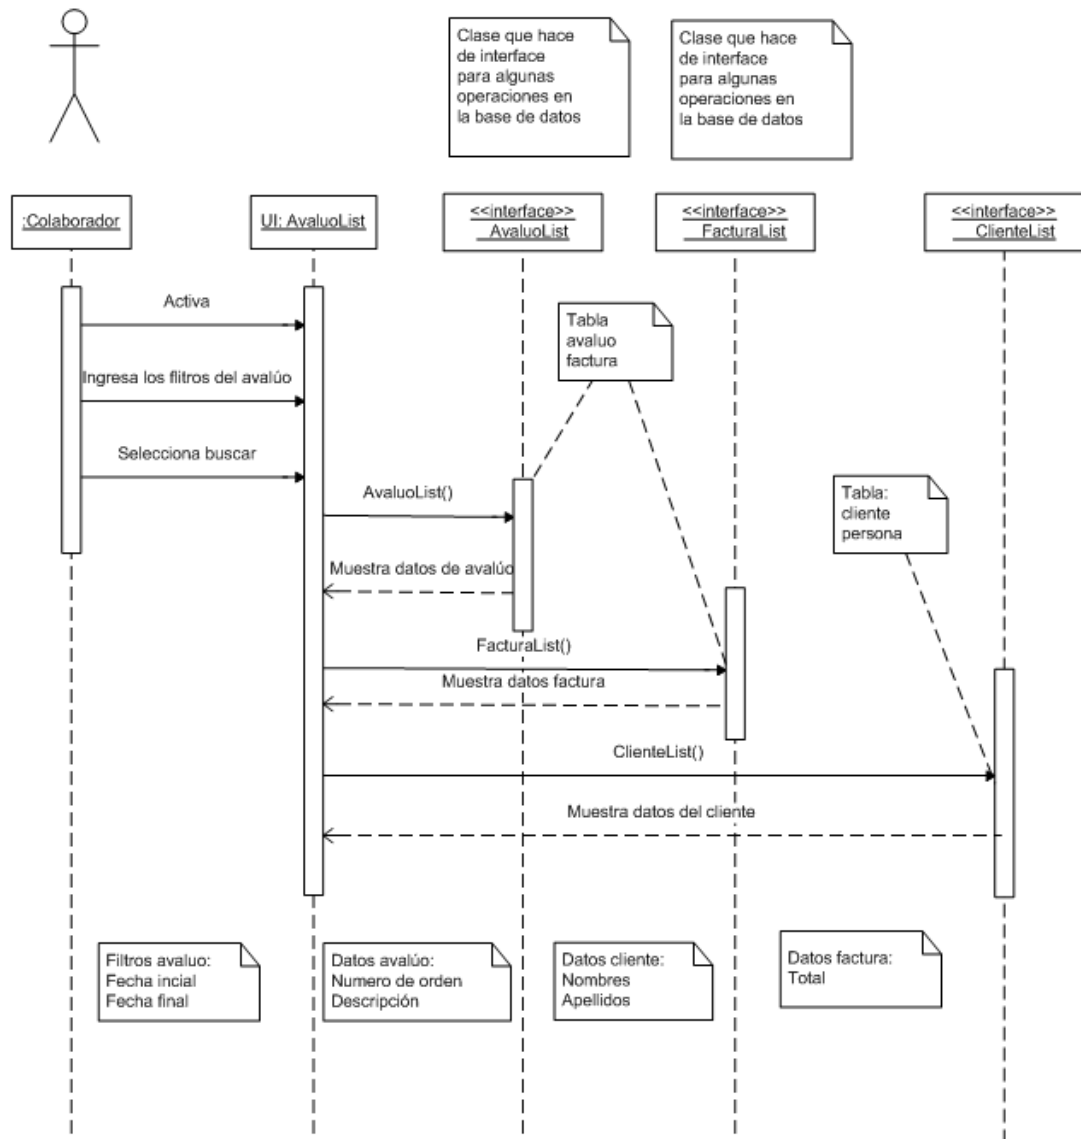 Clase que hace
de interface
para algunas
operaciones en
la base de datos
Clase que hace
de interface
para algunas
operaciones en
la base de datos
:Colaborador
UI: AvaluoList
<<interface>>
AvaluoList
<<interface>>
FacturaList
<<interface>>
ClienteList
Activa
Tabla
avaluo
factura
Ingresa los flitros del avalúo
Selecciona buscar
AvaluoList()
Tabla:
cliente
persona
Muestra datos de avalúo
FacturaList()
Muestra datos factura
ClienteList()
Muestra datos del cliente
Filtros avaluo:
Fecha incial
Fecha final
Datos avalúo:
Numero de orden
Descripción
Datos cliente:
Nombres
Apellidos
Datos factura:
Total